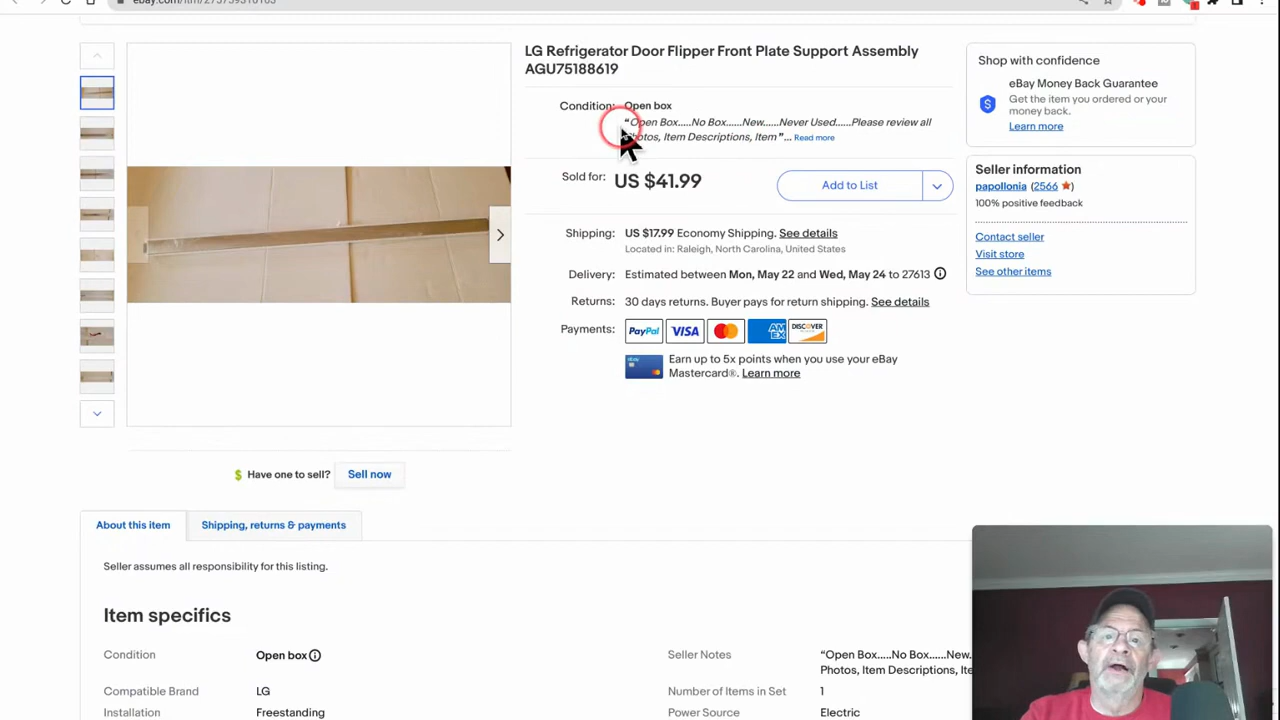 LG Refrigerator Door Flipper Front Plate Support Assembly
AGU75188619
Condition: Open box
"Open Box.....No Box......New......Never Used......Please review all
Photos, Item Descriptions, Item "... Read more
Sold for: US $41.99
Add to List
Shipping: US $17.99 Economy Shipping. See details
Located in: Raleigh, North Carolina, United States
Delivery: Estimated between Mon, May 22 and Wed, May 24 to 27613
Returns: 30 days returns. Buyer pays for return shipping. See details
Payments: PayPal VISA AM EX DISCOVER
ebay Earn up to 5x points when you use your eBay
Mastercard®. Learn more
Shop with confidence
eBay Money Back Guarantee
Get the item you ordered or your
money back.
Learn more
Seller information
papollonia (2566)
100% positive feedback
Contact seller
Visit store
See other items
Have one to sell? Sell now
About this item
Shipping, returns & payments
Seller assumes all responsibility for this listing.
Item specifics
Condition Open box
Seller Notes "Open Box.....No Box......New.
Photos, Item Descriptions, Ite
Compatible Brand LG
Number of Items in Set 1
Installation Freestanding
Power Source Electric